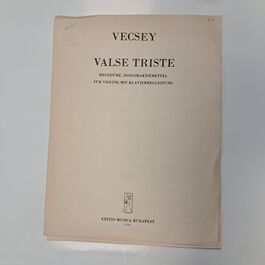 VECSEY
VALSE TRISTE
HEGEDŰRE, ZONGORAKÍSÉRETTEL
FÜR VIOLINE MIT KLAVIERBEGLEITUNG
EDITIO MUSICA BUDAPEST